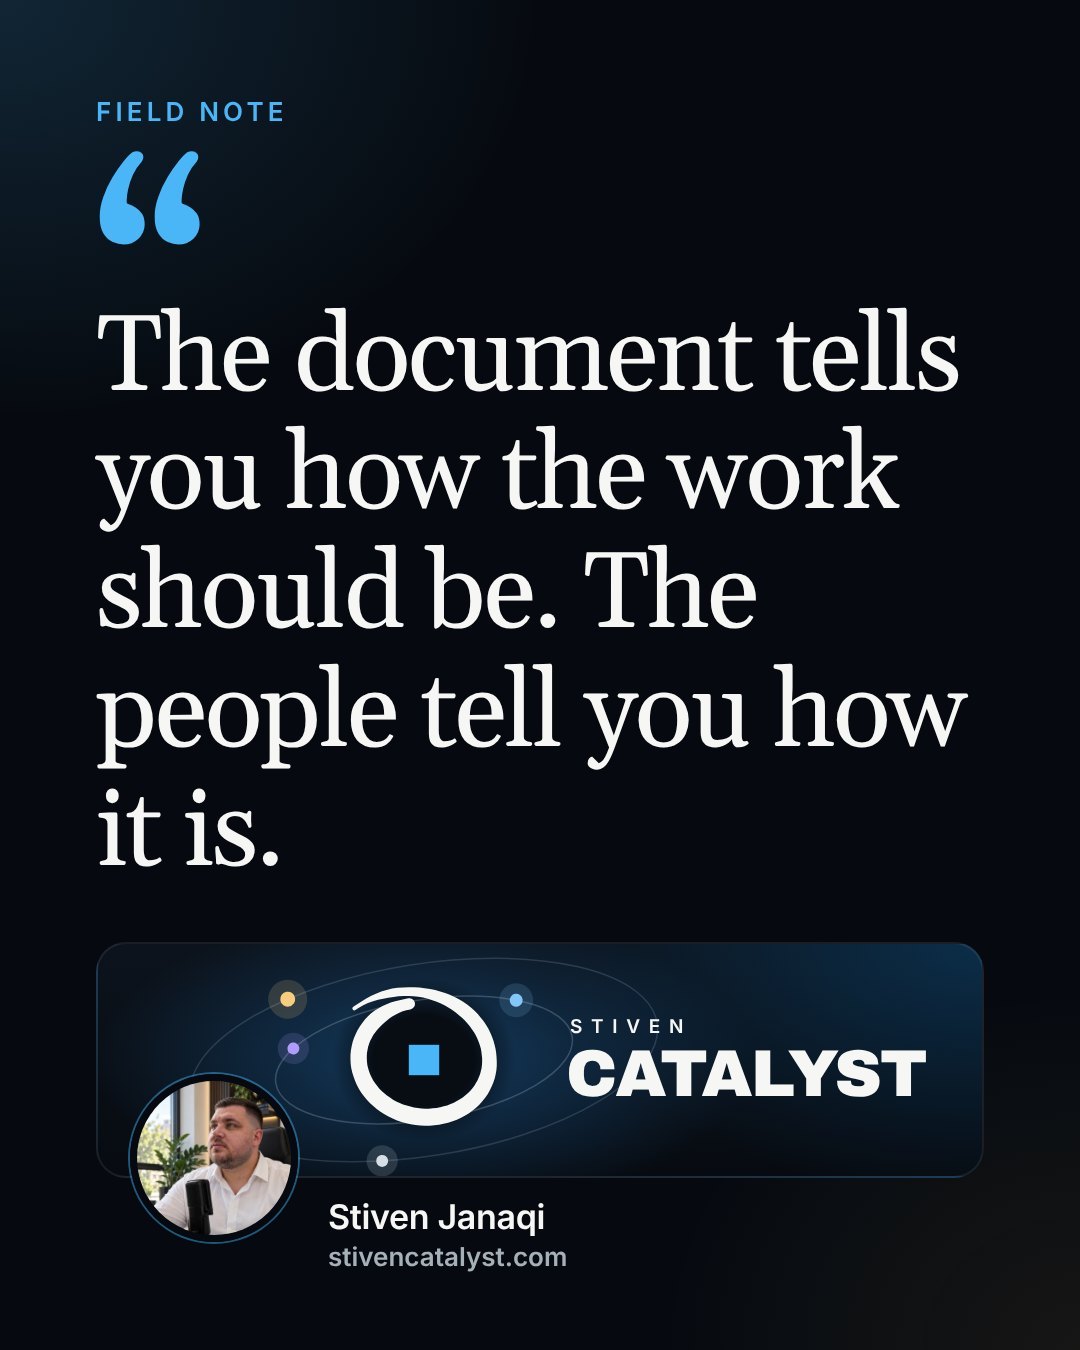 FIELD NOTE
“
The document tells
you how the work
should be. The
people tell you how
it is.
STIVEN
CATALYST
Stiven Janaqi
stivencatalyst.com